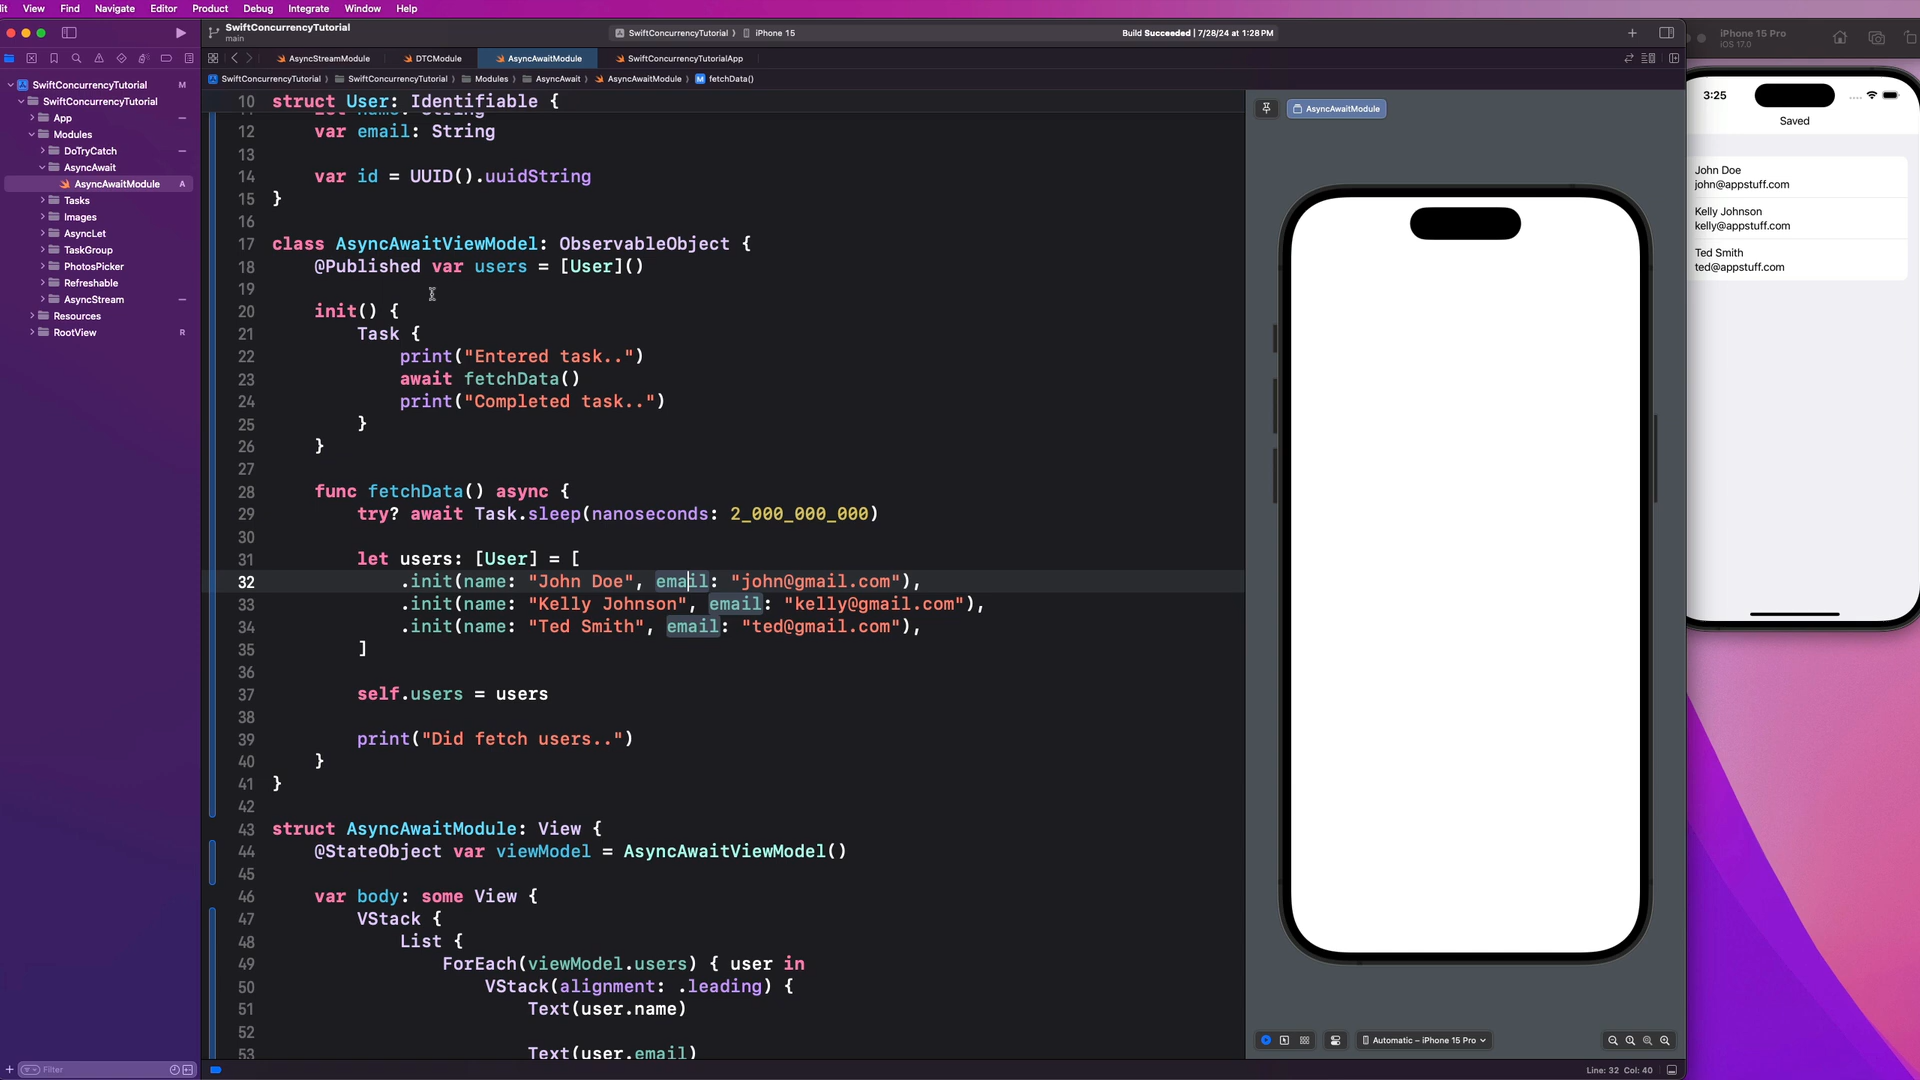 it View Find Navigate Editor Product Debug Integrate Window Help
SwiftConcurrencyTutorial
main
SwiftConcurrencyTutorial iPhone 15
Build Succeeded | 7/28/24 at 1:28 PM
iPhone 15 Pro
iOS 17.0
AsyncStreamModule DTCModule AsyncAwaitModule SwiftConcurrencyTutorialApp
SwiftConcurrencyTutorial SwiftConcurrencyTutorial Modules AsyncAwait AsyncAwaitModule fetchData()
SwiftConcurrencyTutorial M
SwiftConcurrencyTutorial
App
Modules
DoTryCatch
AsyncAwait
AsyncAwaitModule A
Tasks
Images
AsyncLet
TaskGroup
PhotosPicker
Refreshable
AsyncStream
Resources
RootView R
Filter
10 struct User: Identifiable {
11 let name: String
12 var email: String
13
14 var id = UUID().uuidString
15 }
16
17 class AsyncAwaitViewModel: ObservableObject {
18 @Published var users = [User]()
19
20 init() {
21 Task {
22 print("Entered task..")
23 await fetchData()
24 print("Completed task..")
25 }
26 }
27
28 func fetchData() async {
29 try? await Task.sleep(nanoseconds: 2_000_000_000)
30
31 let users: [User] = [
32 .init(name: "John Doe", email: "john@gmail.com"),
33 .init(name: "Kelly Johnson", email: "kelly@gmail.com"),
34 .init(name: "Ted Smith", email: "ted@gmail.com"),
35 ]
36
37 self.users = users
38
39 print("Did fetch users..")
40 }
41 }
42
43 struct AsyncAwaitModule: View {
44 @StateObject var viewModel = AsyncAwaitViewModel()
45
46 var body: some View {
47 VStack {
48 List {
49 ForEach(viewModel.users) { user in
50 VStack(alignment: .leading) {
51 Text(user.name)
52
53 Text(user.email)
AsyncAwaitModule
Automatic – iPhone 15 Pro
Line: 32 Col: 40
3:25
Saved
John Doe
john@appstuff.com
Kelly Johnson
kelly@appstuff.com
Ted Smith
ted@appstuff.com